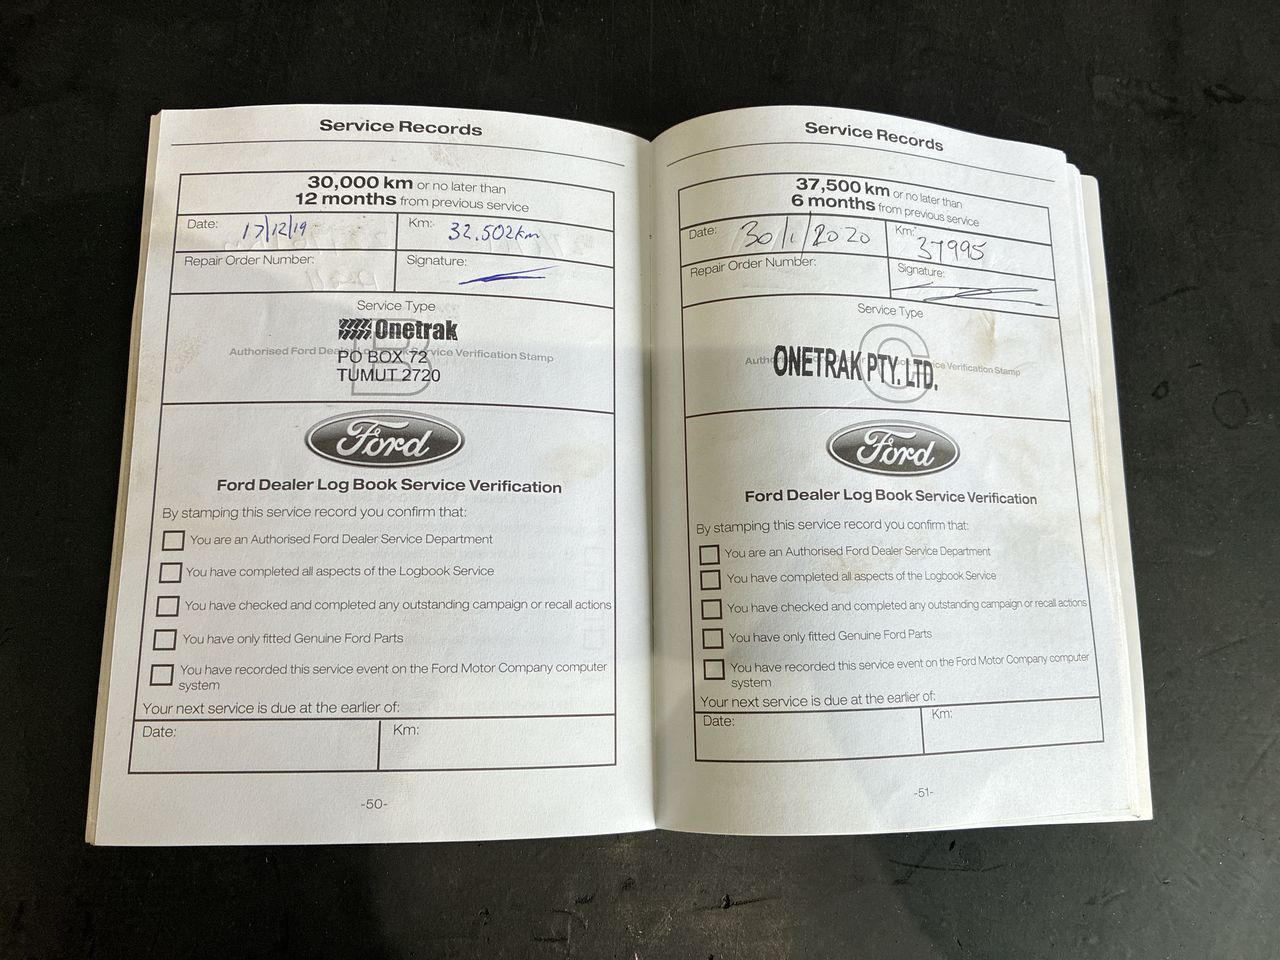 Service Records
30,000 km or no later than
12 months from previous service
Date: 17/12/19
Km: 32.502km
Repair Order Number:
Signature:
Service Type
B
Onetrak
Authorised Ford Dealer Log Book Service Verification Stamp
PO BOX 72
TUMUT 2720
Ford
Ford Dealer Log Book Service Verification
By stamping this service record you confirm that:
You are an Authorised Ford Dealer Service Department
You have completed all aspects of the Logbook Service
You have checked and completed any outstanding campaign or recall actions
You have only fitted Genuine Ford Parts
You have recorded this service event on the Ford Motor Company computer
system
Your next service is due at the earlier of:
Date:
Km:
-50-
Service Records
37,500 km or no later than
6 months from previous service
Date: 30/1/2020
Km: 37995
Repair Order Number:
Signature:
Service Type
C
Service Verification Stamp
ONETRAK PTY. LTD.
Ford
Ford Dealer Log Book Service Verification
By stamping this service record you confirm that:
You are an Authorised Ford Dealer Service Department
You have completed all aspects of the Logbook Service
You have checked and completed any outstanding campaign or recall actions
You have only fitted Genuine Ford Parts
You have recorded this service event on the Ford Motor Company computer
system
Your next service is due at the earlier of:
Date:
Km:
-51-